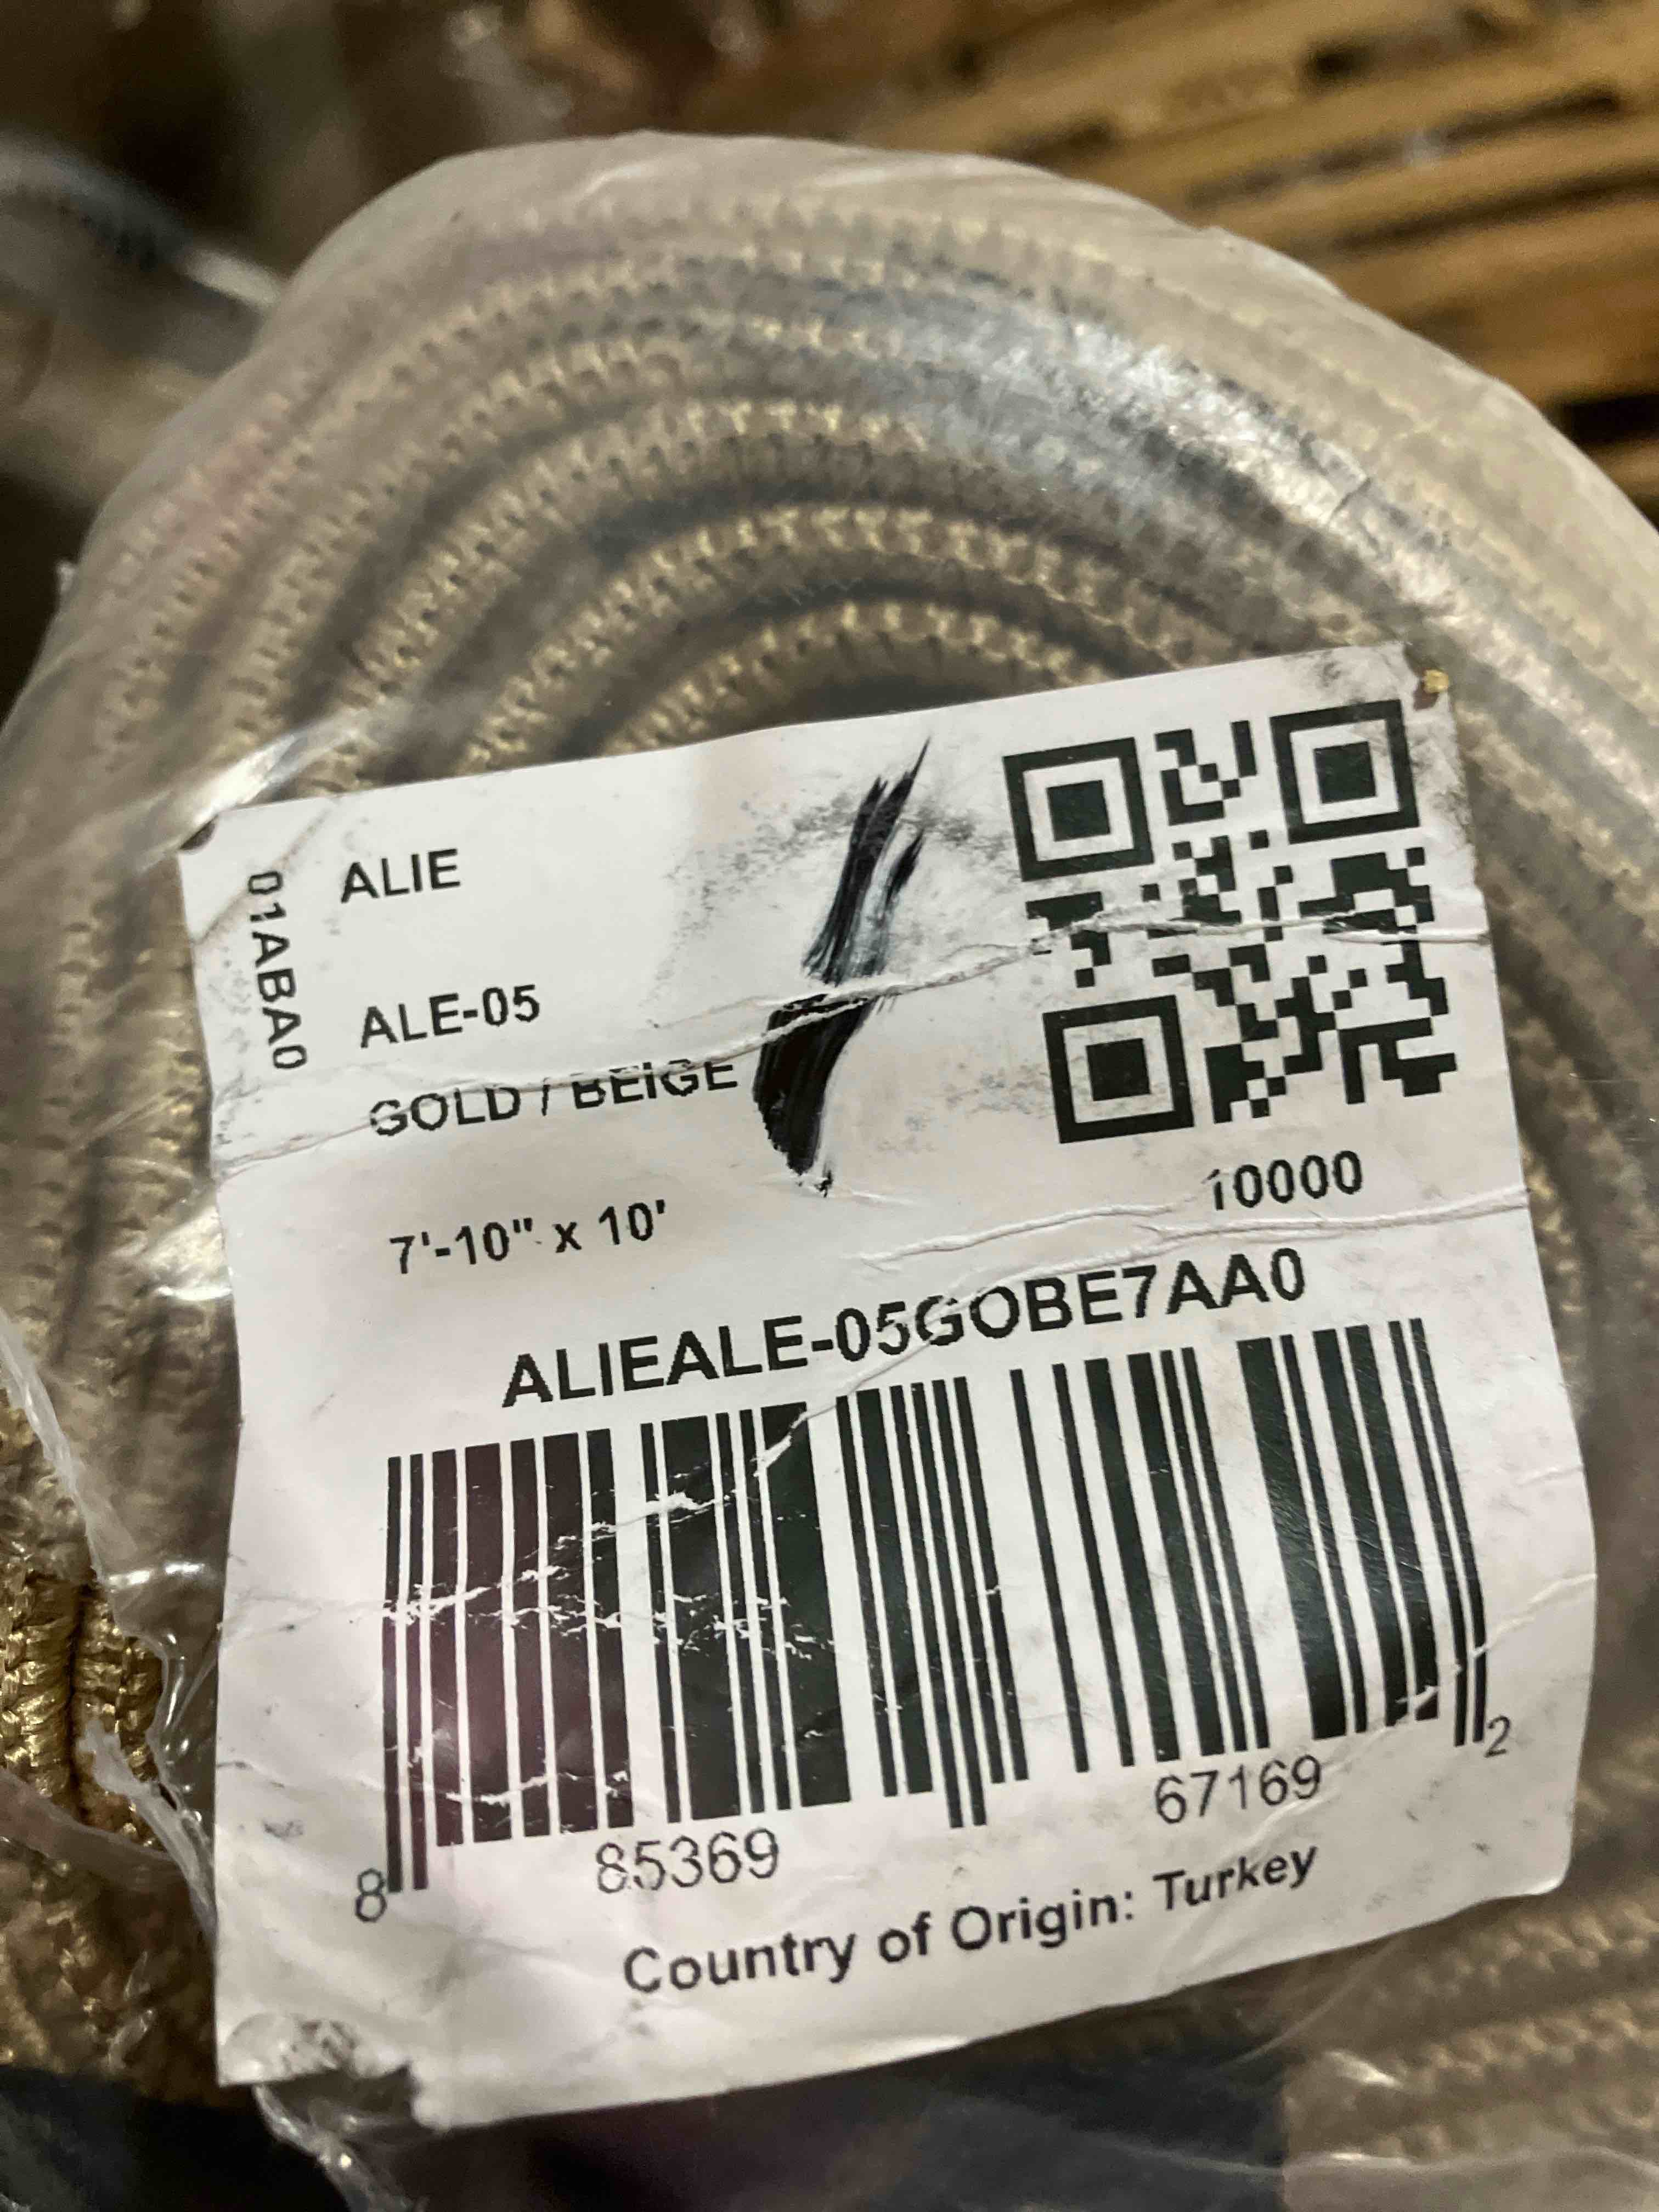 01ABA0
ALIE
ALE-05
GOLD / BEIGE
7'-10" x 10'
10000
ALIEALE-05GOBE7AA0
8 85369 67169 2
Country of Origin: Turkey